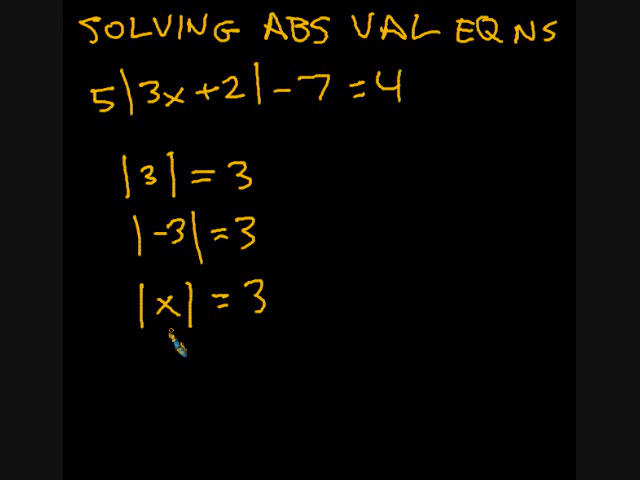 SOLVING ABS VAL EQNS
5|3x+2|-7=4
|3|=3
|-3|=3
|x|=3